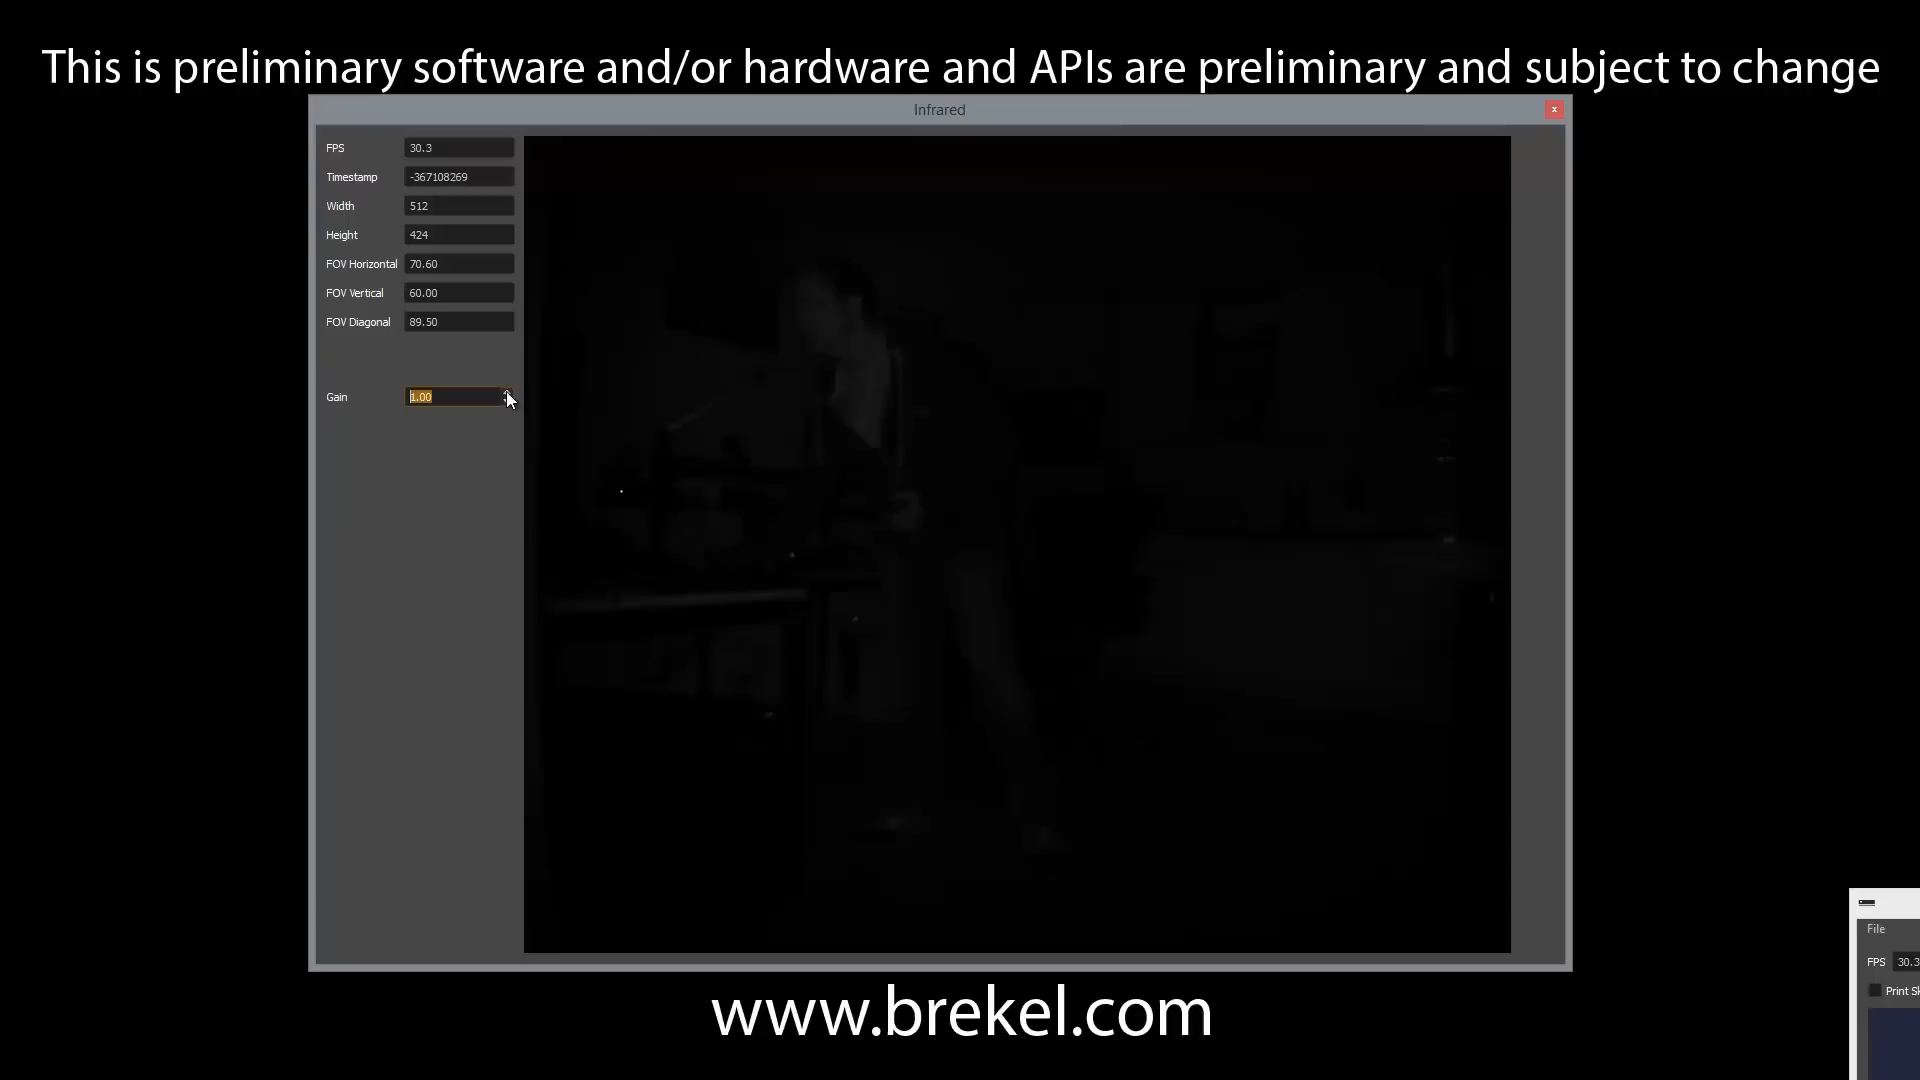 This is preliminary software and/or hardware and APIs are preliminary and subject to change
Infrared
x
FPS 30.3
Timestamp -367108269
Width 512
Height 424
FOV Horizontal 70.60
FOV Vertical 60.00
FOV Diagonal 89.50
Gain 1.00
File
FPS 30.3
Print
www.brekel.com